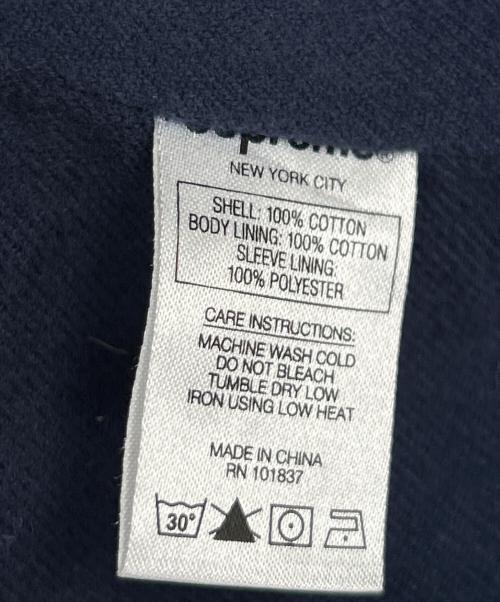 Supreme®
NEW YORK CITY
SHELL: 100% COTTON
BODY LINING: 100% COTTON
SLEEVE LINING:
100% POLYESTER
CARE INSTRUCTIONS:
MACHINE WASH COLD
DO NOT BLEACH
TUMBLE DRY LOW
IRON USING LOW HEAT
MADE IN CHINA
RN 101837
30°